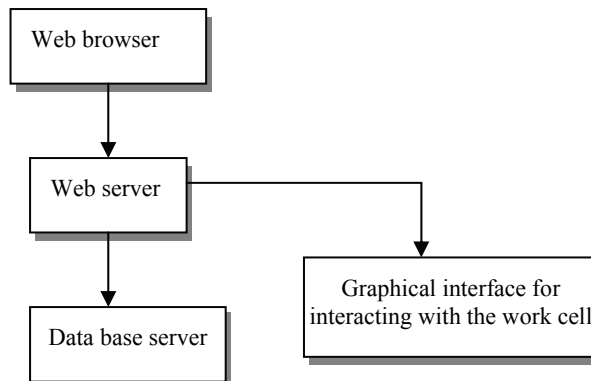 Web browser
Web server
Graphical interface for
interacting with the work cell
Data base server